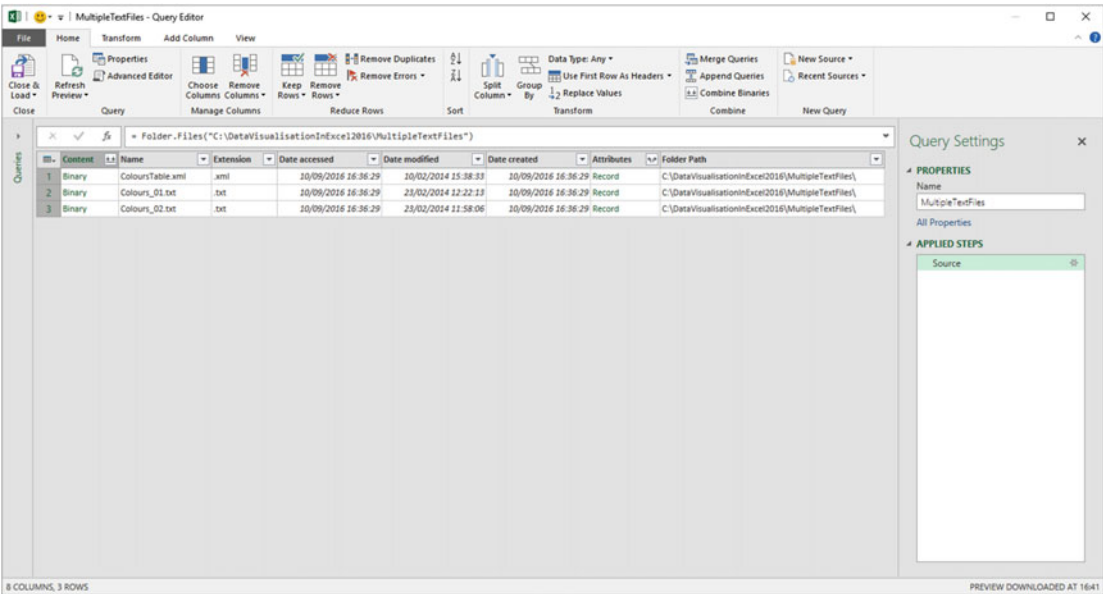 MultipleTextFiles - Query Editor
File Home Transform Add Column View
Close & Load
Close
Refresh Preview
Properties
Advanced Editor
Query
Choose Columns
Remove Columns
Manage Columns
Keep Rows
Remove Rows
Remove Duplicates
Remove Errors
Reduce Rows
Sort
Split Column
Group By
Data Type: Any
Use First Row As Headers
1 2 Replace Values
Transform
Merge Queries
Append Queries
Combine Binaries
Combine
New Source
Recent Sources
New Query
Queries
fx = Folder.Files("C:\DataVisualisationInExcel2016\MultipleTextFiles")
Content Name Extension Date accessed Date modified Date created Attributes Folder Path
1 Binary ColoursTable.xml .xml 10/09/2016 16:36:29 10/02/2014 15:38:33 10/09/2016 16:36:29 Record C:\DataVisualisationInExcel2016\MultipleTextFiles\
2 Binary Colours_01.txt .txt 10/09/2016 16:36:29 23/02/2014 12:22:13 10/09/2016 16:36:29 Record C:\DataVisualisationInExcel2016\MultipleTextFiles\
3 Binary Colours_02.txt .txt 10/09/2016 16:36:29 23/02/2014 11:58:06 10/09/2016 16:36:29 Record C:\DataVisualisationInExcel2016\MultipleTextFiles\
Query Settings
PROPERTIES
Name
MultipleTextFiles
All Properties
APPLIED STEPS
Source
8 COLUMNS, 3 ROWS
PREVIEW DOWNLOADED AT 16:41